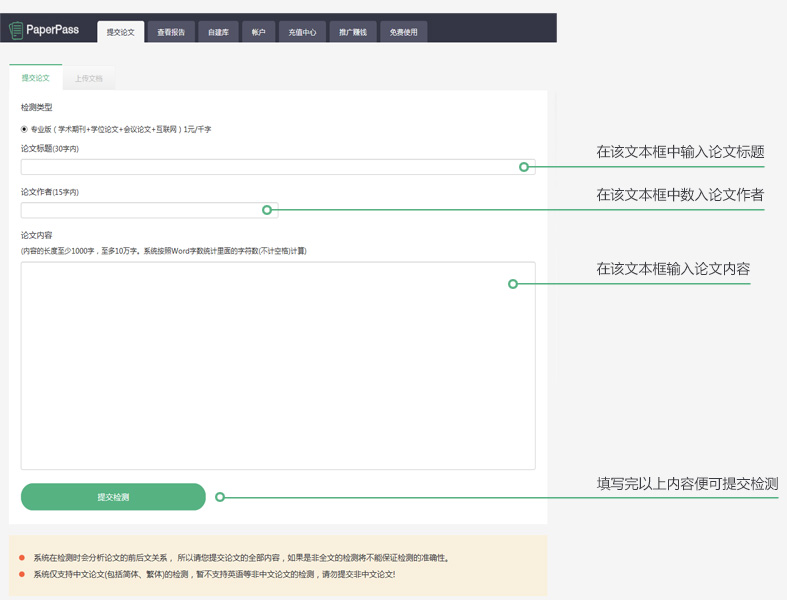 PaperPass 提交论文 查看报告 自建库 帐户 充值中心 推广赚钱 免费使用
提交论文 上传文档
检测类型
专业版（学术期刊+学位论文+会议论文+互联网）1元/千字
论文标题(30字内)
在该文本框中输入论文标题
论文作者(15字内)
在该文本框中数入论文作者
论文内容
(内容的长度至少1000字，至多10万字。系统按照Word字数统计里面的字符数(不计空格)计算)
在该文本框输入论文内容
提交检测
填写完以上内容便可提交检测
系统在检测时会分析论文的前后文关系， 所以请您提交论文的全部内容，如果是非全文的检测将不能保证检测的准确性。
系统仅支持中文论文(包括简体、繁体)的检测，暂不支持英语等非中文论文的检测，请勿提交非中文论文!